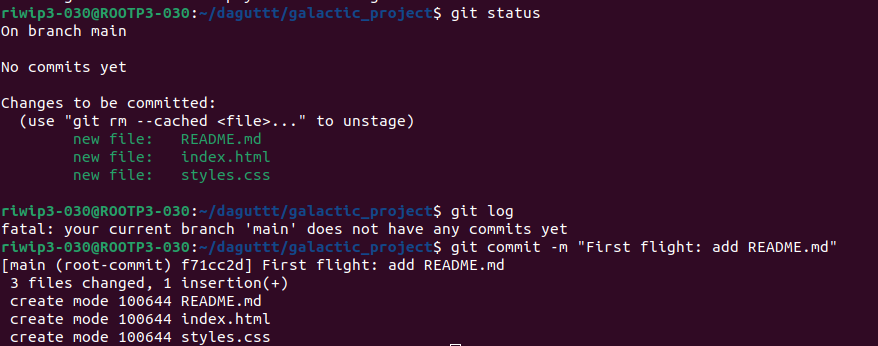 riwip3-030@ROOTP3-030:~/daguttt/galactic_project$ git status
On branch main

No commits yet

Changes to be committed:
  (use "git rm --cached <file>..." to unstage)
        new file:   README.md
        new file:   index.html
        new file:   styles.css

riwip3-030@ROOTP3-030:~/daguttt/galactic_project$ git log
fatal: your current branch 'main' does not have any commits yet
riwip3-030@ROOTP3-030:~/daguttt/galactic_project$ git commit -m "First flight: add README.md"
[main (root-commit) f71cc2d] First flight: add README.md
 3 files changed, 1 insertion(+)
 create mode 100644 README.md
 create mode 100644 index.html
 create mode 100644 styles.css